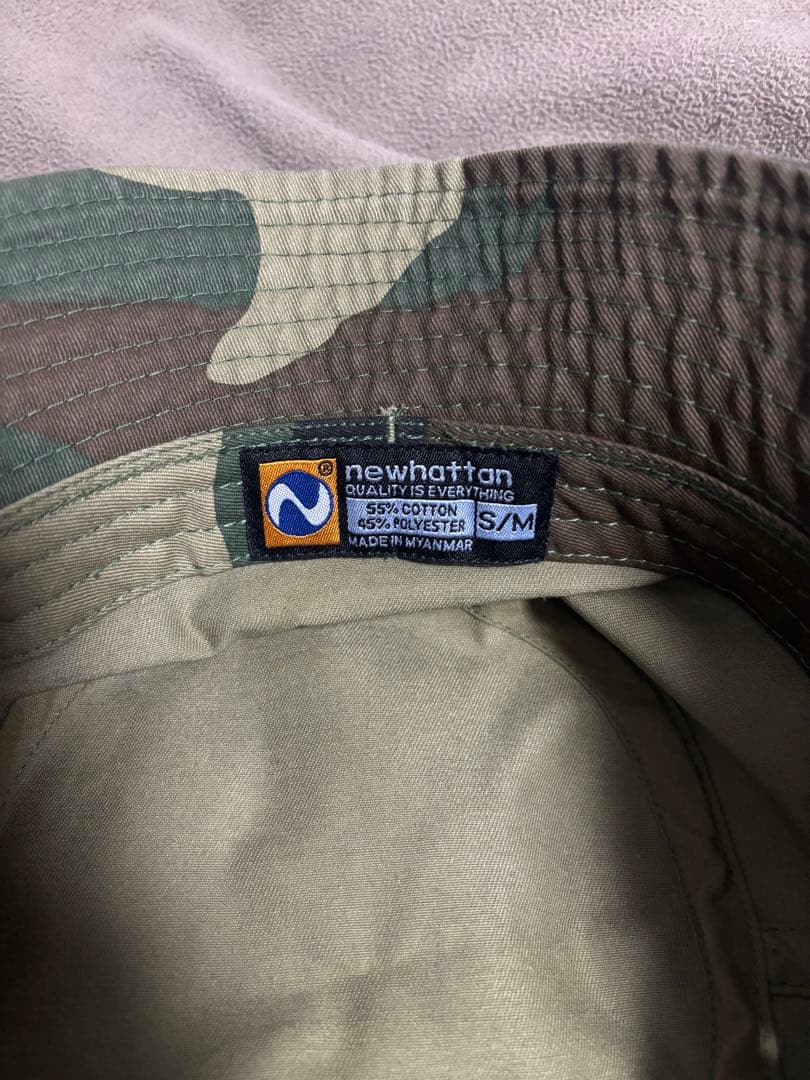 ®
newhattan
QUALITY IS EVERYTHING
55% COTTON
45% POLYESTER
S/M
MADE IN MYANMAR